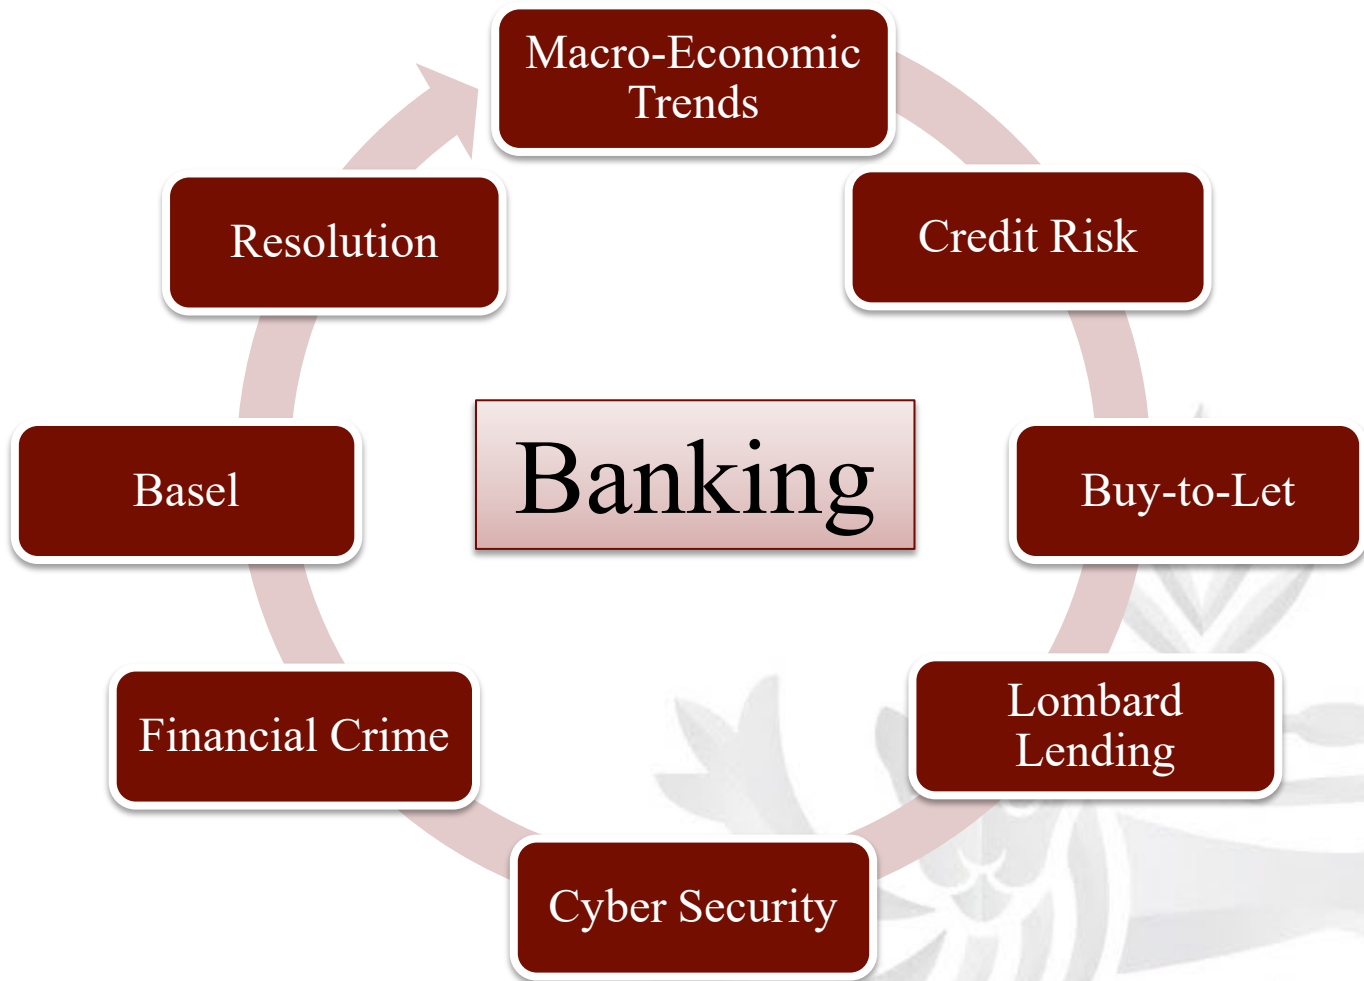 Macro-Economic
Trends
Credit Risk
Buy-to-Let
Lombard
Lending
Cyber Security
Financial Crime
Basel
Resolution
Banking